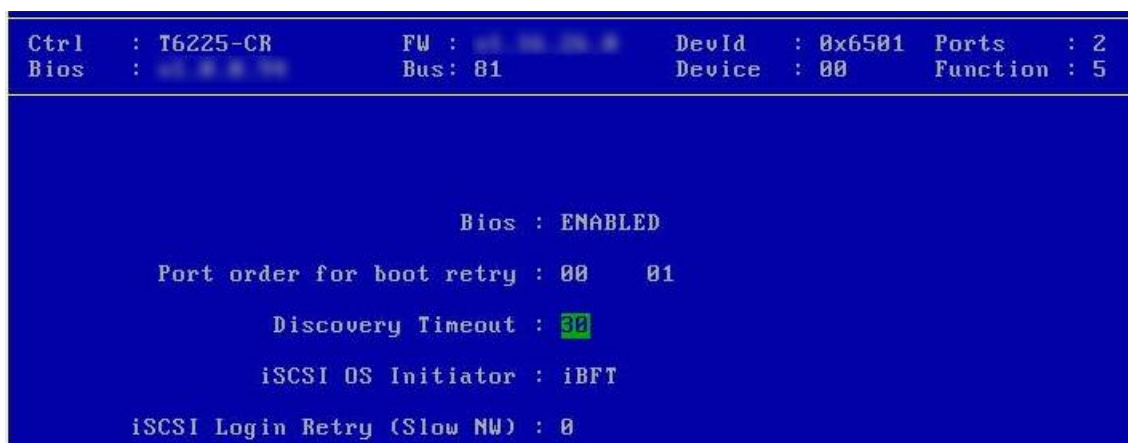 Ctrl : T6225-CR FW : DevId : 0x6501 Ports : 2
Bios : Bus: 81 Device : 00 Function : 5
Bios : ENABLED
Port order for boot retry : 00 01
Discovery Timeout : 30
iSCSI OS Initiator : iBFT
iSCSI Login Retry (Slow NW) : 0